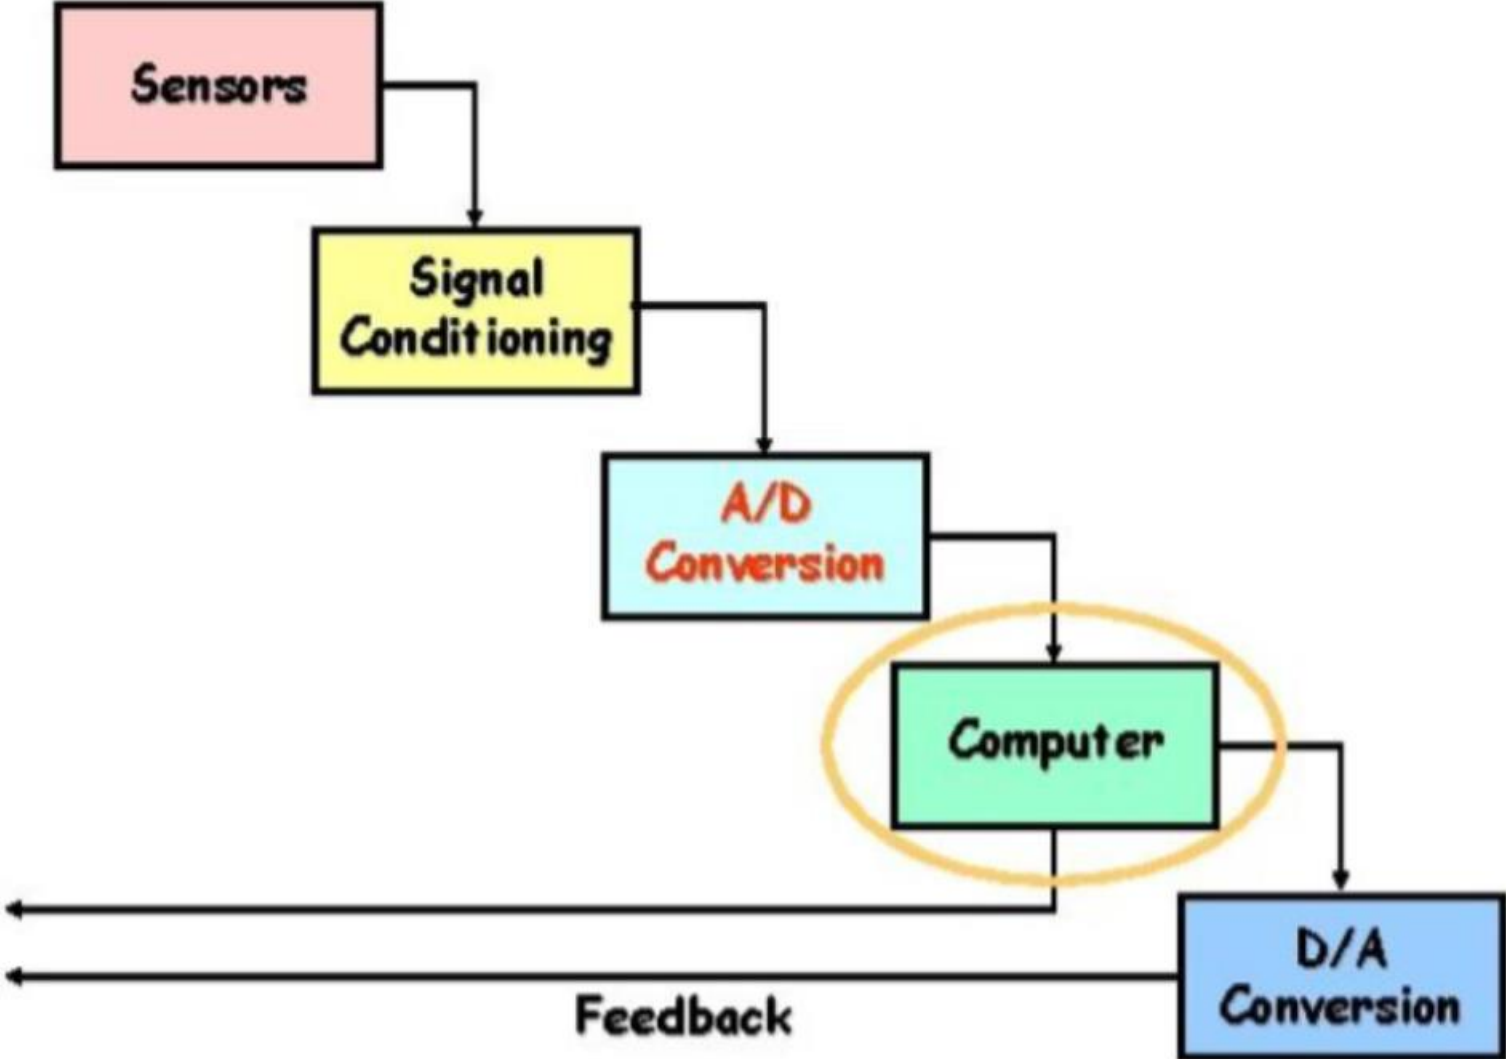 Sensors
Signal
Conditioning
A/D
Conversion
Computer
D/A
Conversion
Feedback